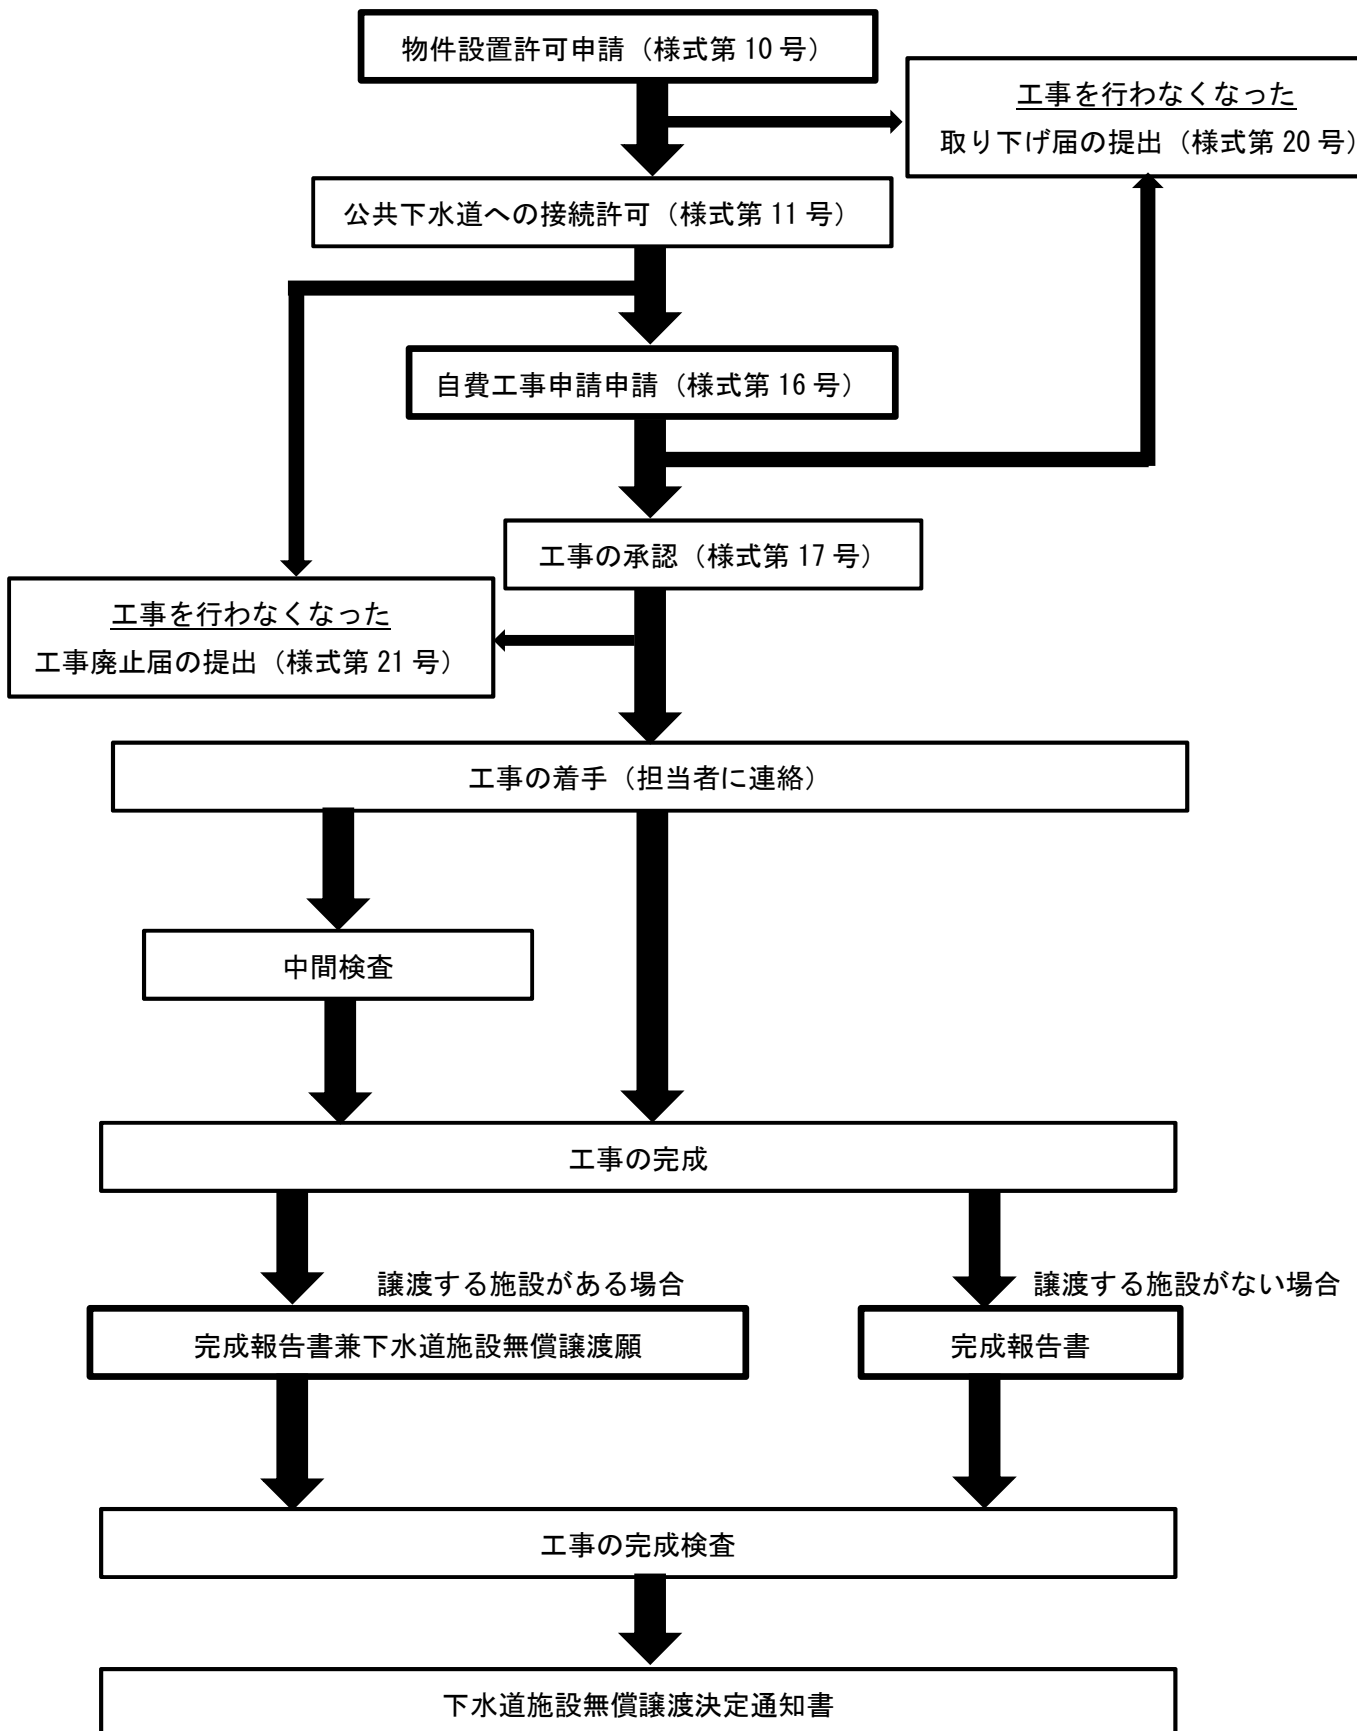 物件設置許可申請（様式第 10 号）
工事を行わなくなった
取り下げ届の提出（様式第 20 号）
公共下水道への接続許可（様式第 11 号）
自費工事申請申請（様式第 16 号）
工事の承認（様式第 17 号）
工事を行わなくなった
工事廃止届の提出（様式第 21 号）
工事の着手（担当者に連絡）
中間検査
工事の完成
譲渡する施設がある場合
譲渡する施設がない場合
完成報告書兼下水道施設無償譲渡願
完成報告書
工事の完成検査
下水道施設無償譲渡決定通知書